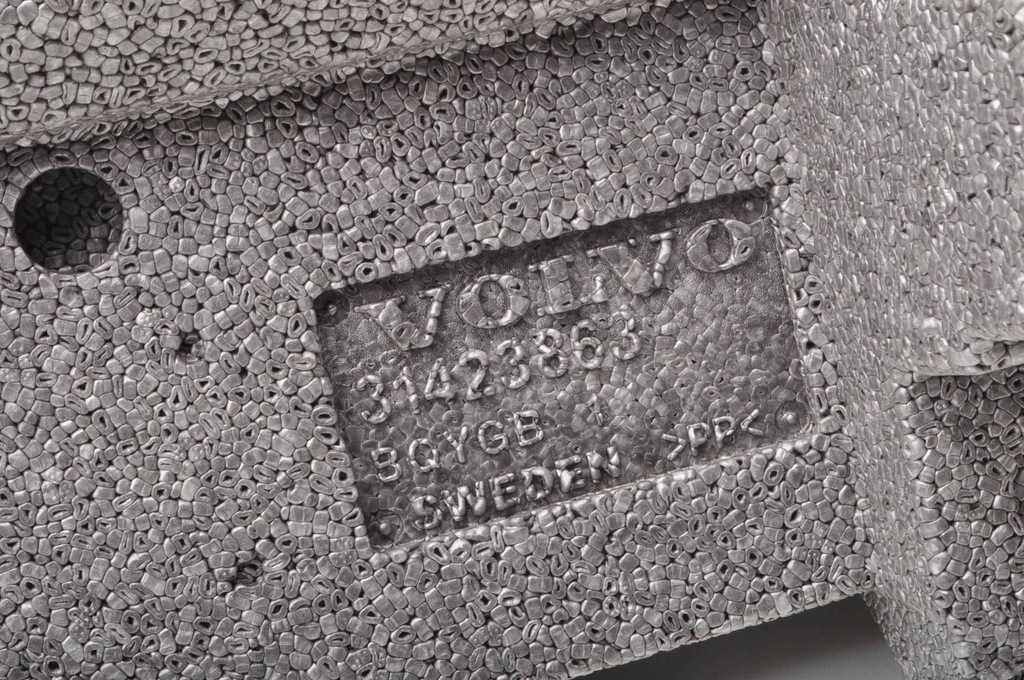 VOLVO
31423863
BQYGB 1
SWEDEN >PP<